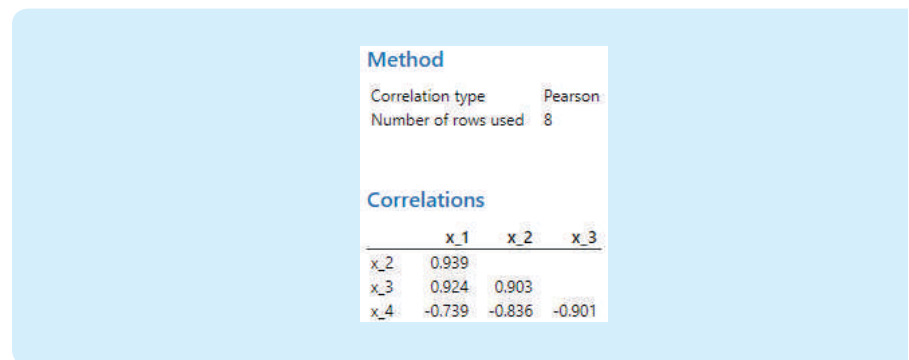 Method
Correlation type Pearson
Number of rows used 8
Correlations
x_1 x_2 x_3
x_2 0.939
x_3 0.924 0.903
x_4 -0.739 -0.836 -0.901